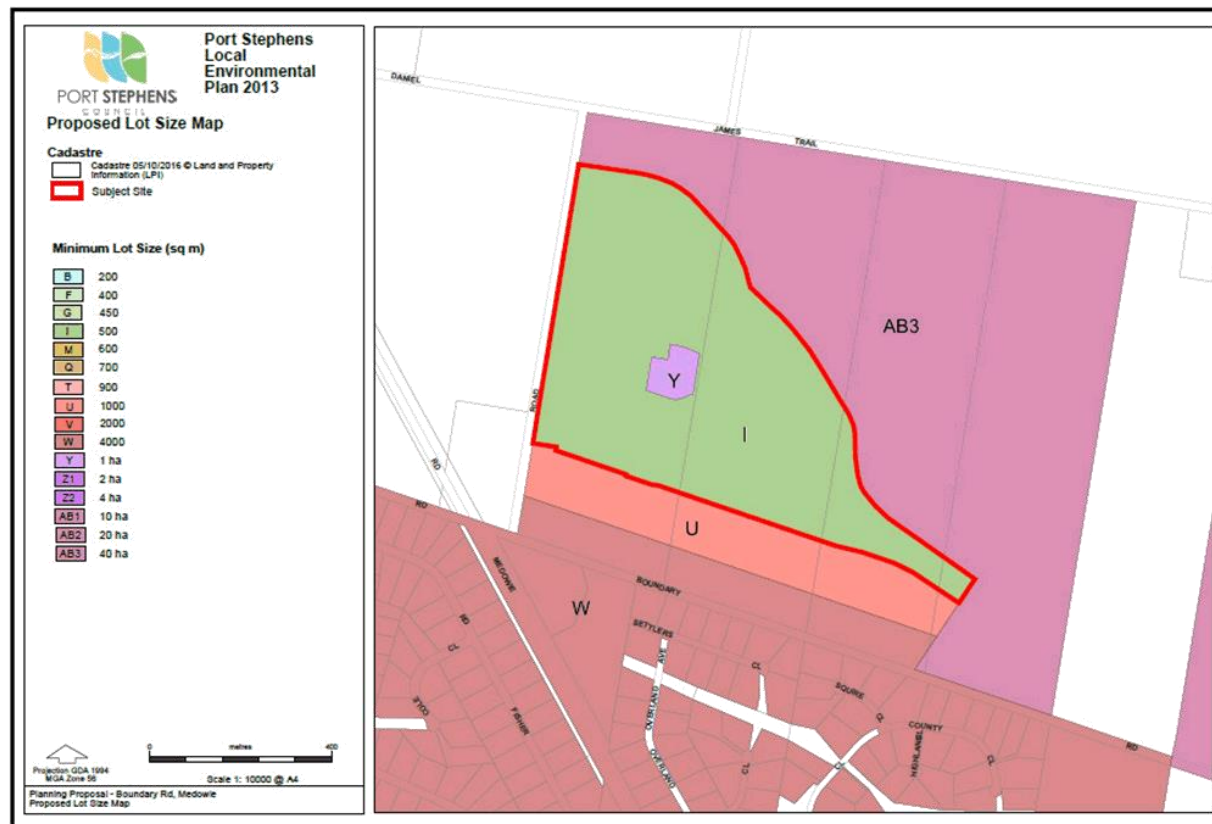 PORT STEPHENS
COUNCIL
Port Stephens
Local
Environmental
Plan 2013
Proposed Lot Size Map
Cadastre
Cadastre 05/10/2016 © Land and Property
Information (LPI)
Subject Site
Minimum Lot Size (sq m)
B 200
F 400
G 450
I 500
M 600
Q 700
T 900
U 1000
V 2000
W 4000
Y 1 ha
Z1 2 ha
Z2 4 ha
AB1 10 ha
AB2 20 ha
AB3 40 ha
Projection GDA 1994
MGA Zone 56
0 metres 400
Scale 1: 10000 @ A4
Planning Proposal - Boundary Rd, Medowie
Proposed Lot Size Map
DANIEL
JAMES
TRAIL
AB3
Y
ROAD
I
RD
RD
U
MEDOWIE
BOUNDARY
W
SETTLERS
RD
CL
AVE
CL
OVERLAND
SQUIRE
CL
COUNTY
COLE
FISHER
HIGHLAND
CL
RD
OVERLAND
CL
CL